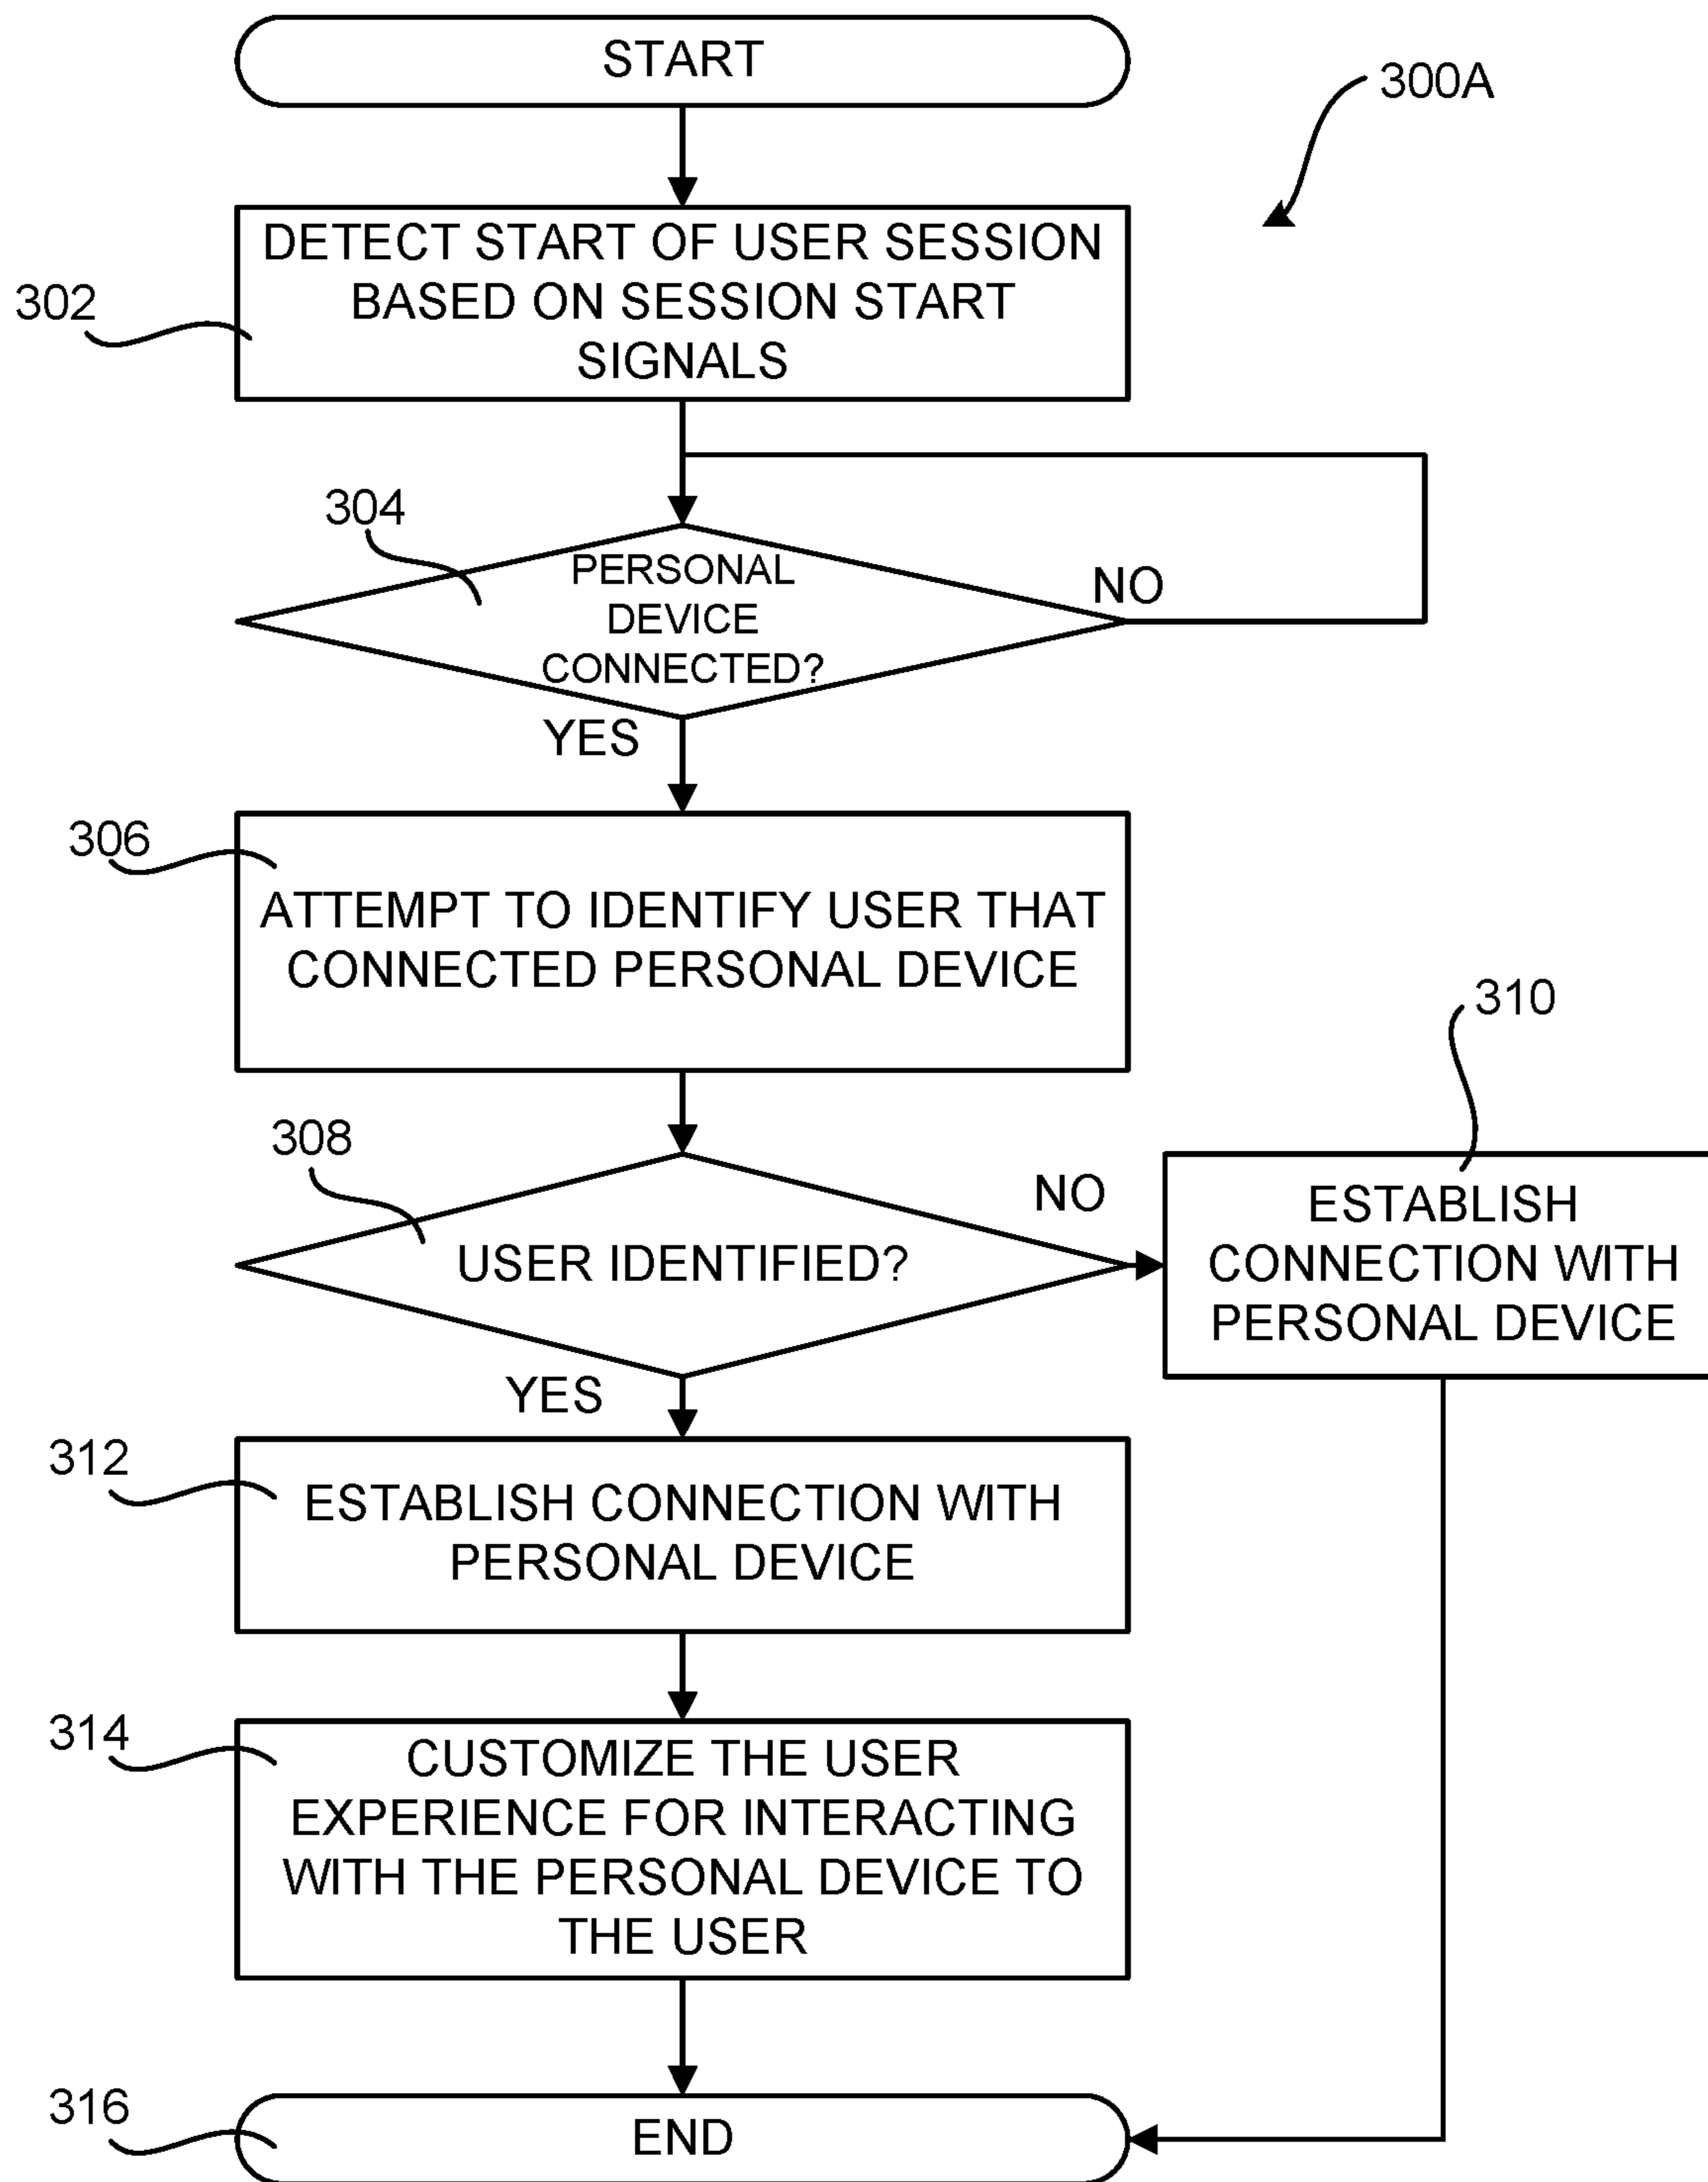 START
300A
302
DETECT START OF USER SESSION
BASED ON SESSION START
SIGNALS
304
PERSONAL
DEVICE
CONNECTED?
NO
YES
306
ATTEMPT TO IDENTIFY USER THAT
CONNECTED PERSONAL DEVICE
308
USER IDENTIFIED?
NO
310
ESTABLISH
CONNECTION WITH
PERSONAL DEVICE
YES
312
ESTABLISH CONNECTION WITH
PERSONAL DEVICE
314
CUSTOMIZE THE USER
EXPERIENCE FOR INTERACTING
WITH THE PERSONAL DEVICE TO
THE USER
316
END